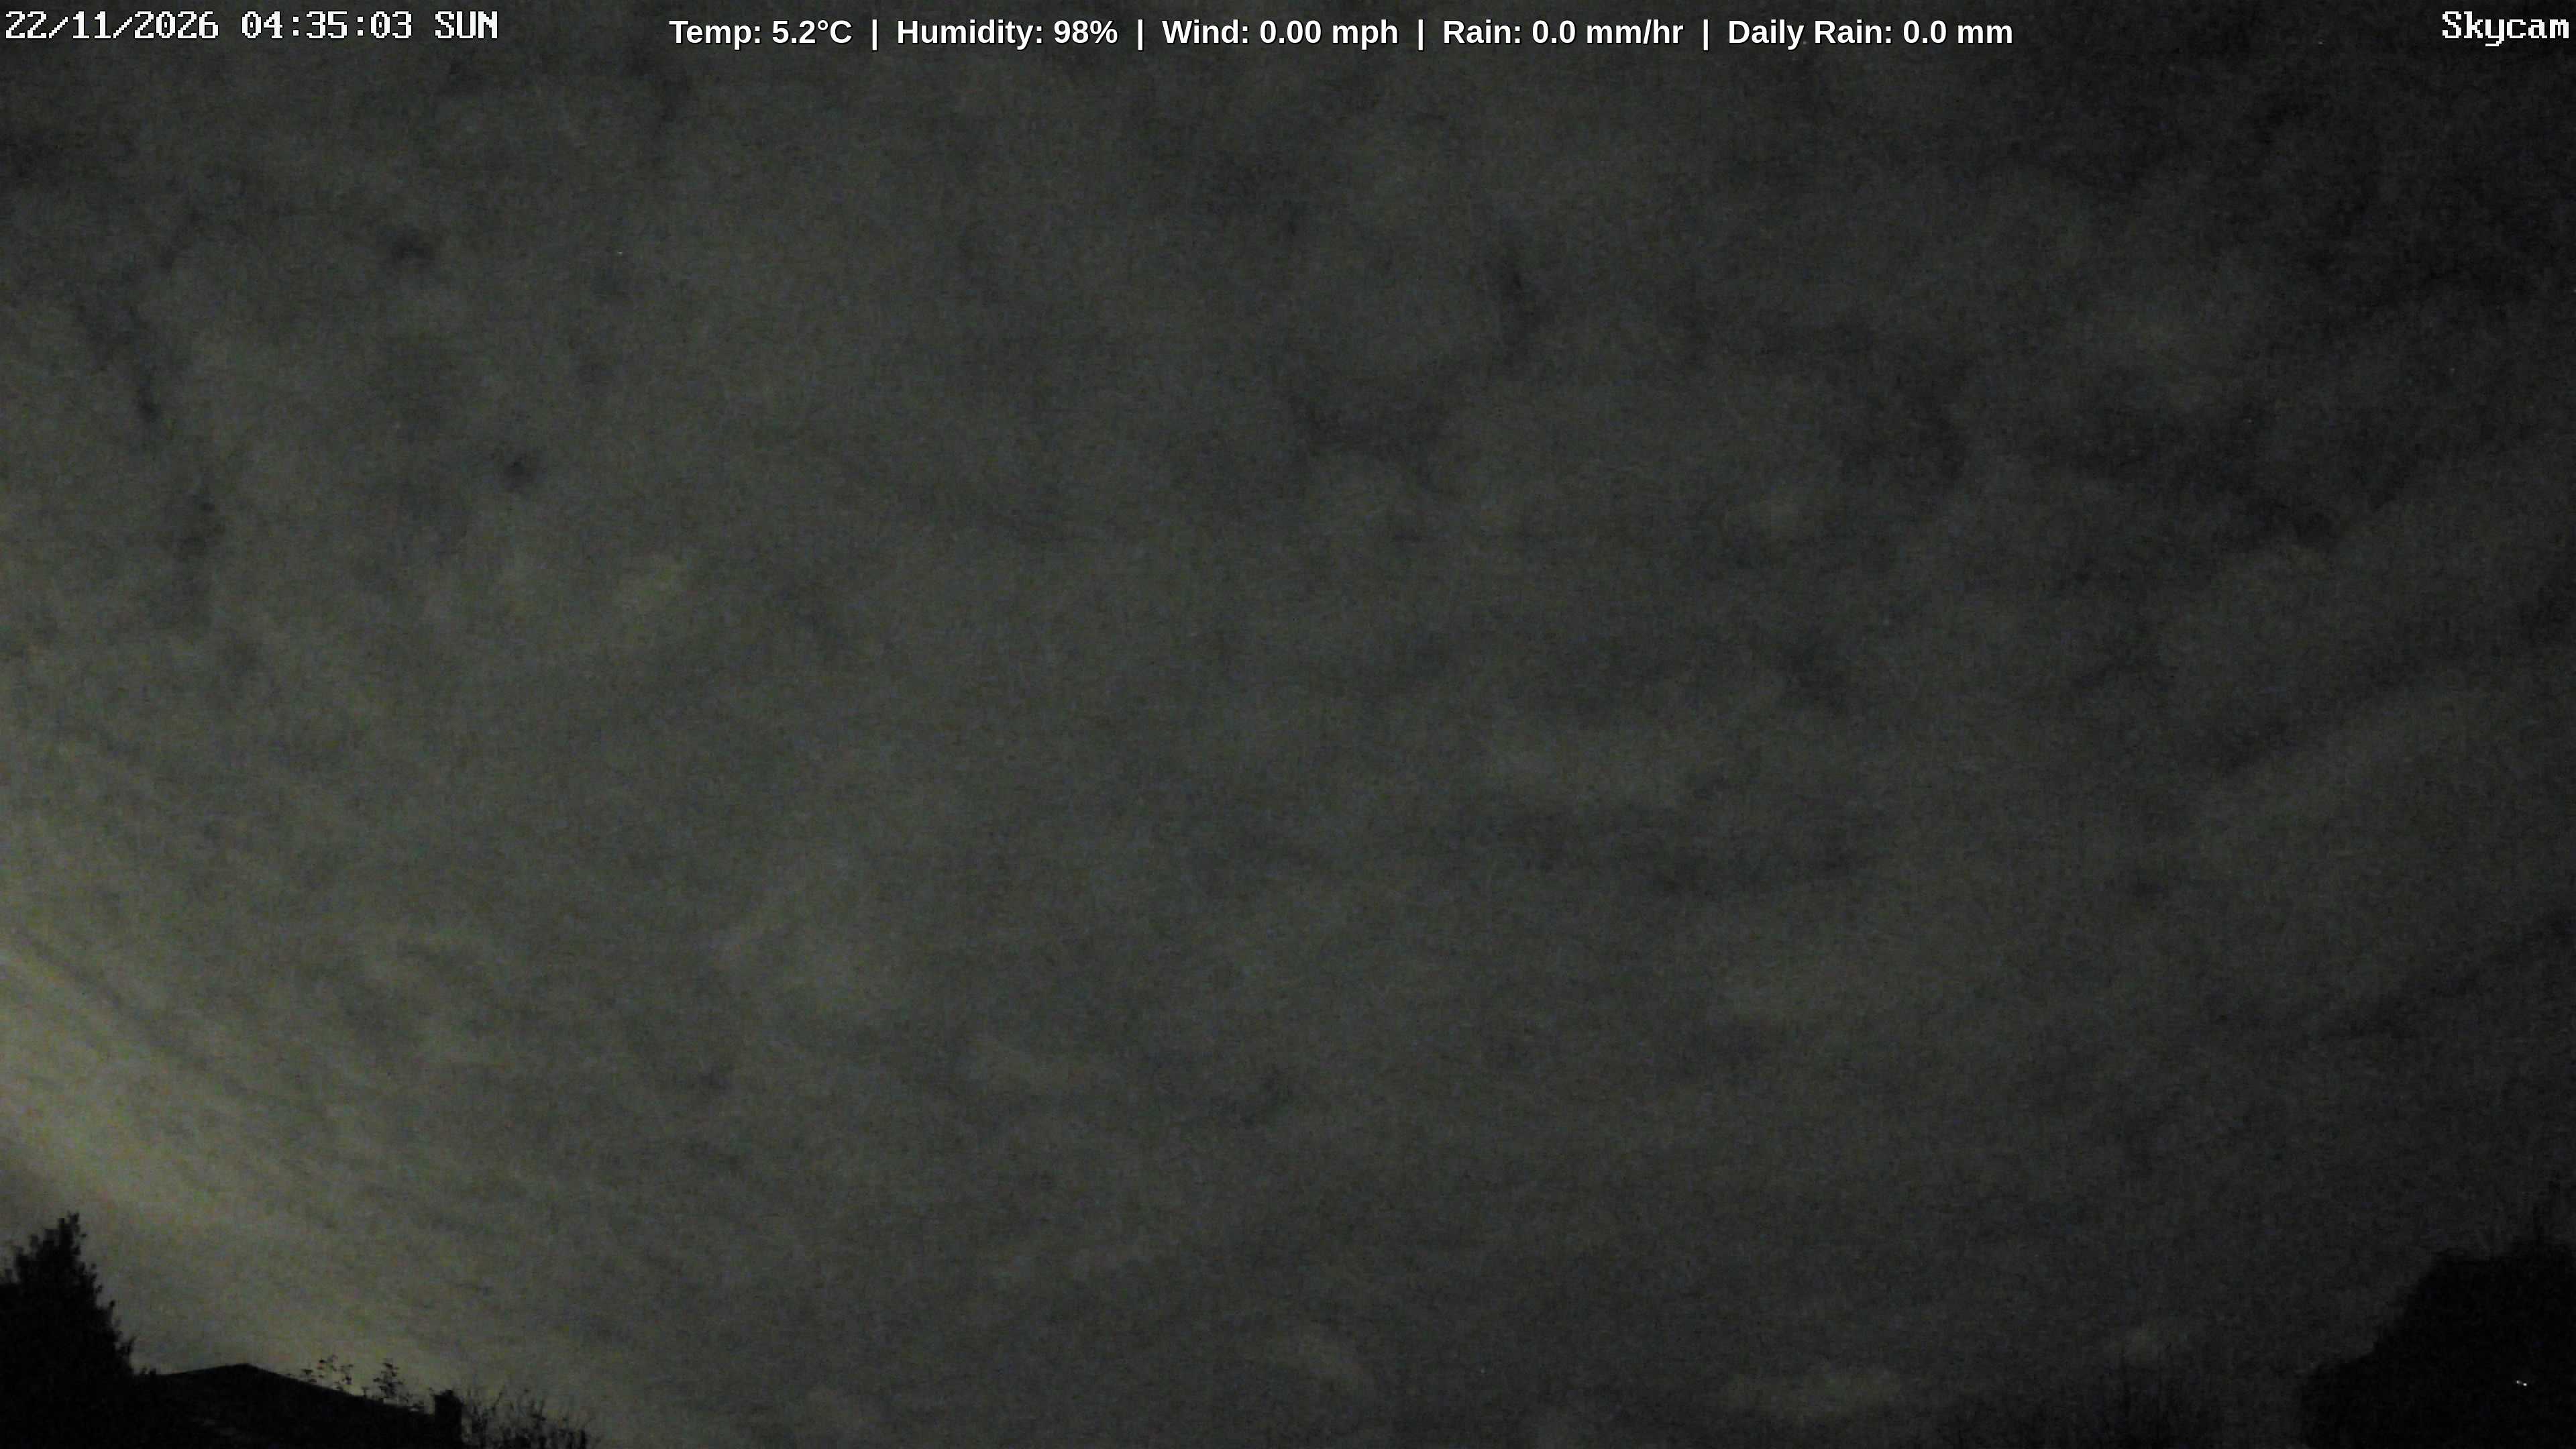 22/11/2026 04:35:03 SUN
Temp: 5.2°C | Humidity: 98% | Wind: 0.00 mph | Rain: 0.0 mm/hr | Daily Rain: 0.0 mm
Skycam